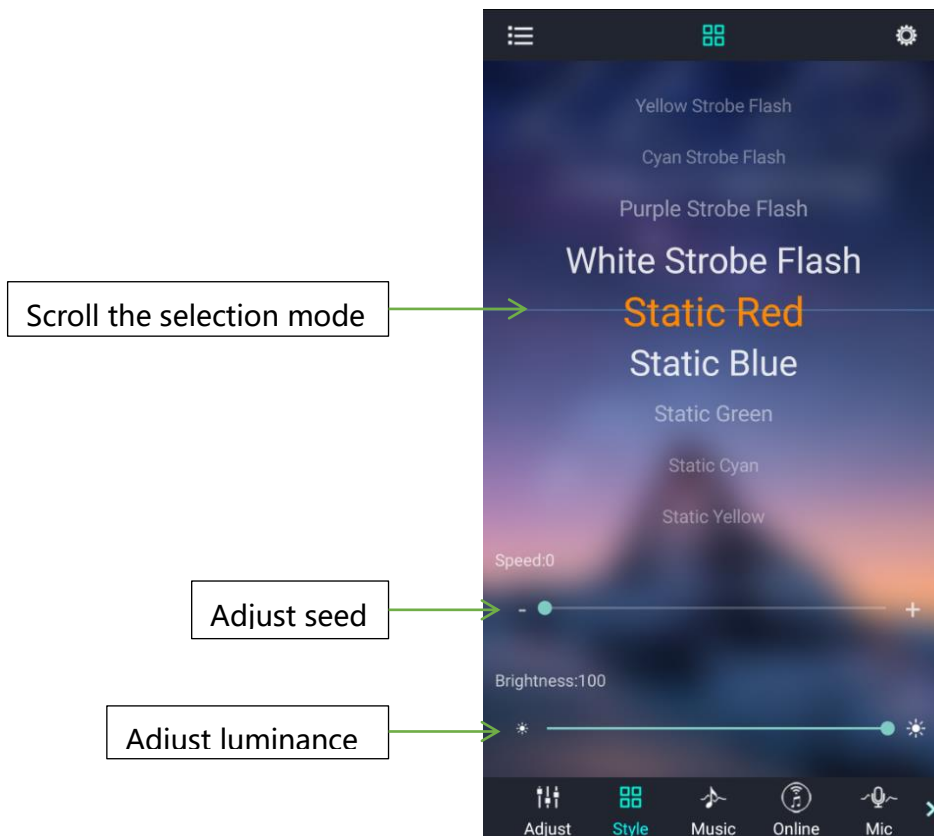 Yellow Strobe Flash
Cyan Strobe Flash
Purple Strobe Flash
White Strobe Flash
Scroll the selection mode
Static Red
Static Blue
Static Green
Static Cyan
Static Yellow
Speed:0
Adjust seed
- +
Brightness:100
Adjust luminance
Adjust Style Music Online Mic